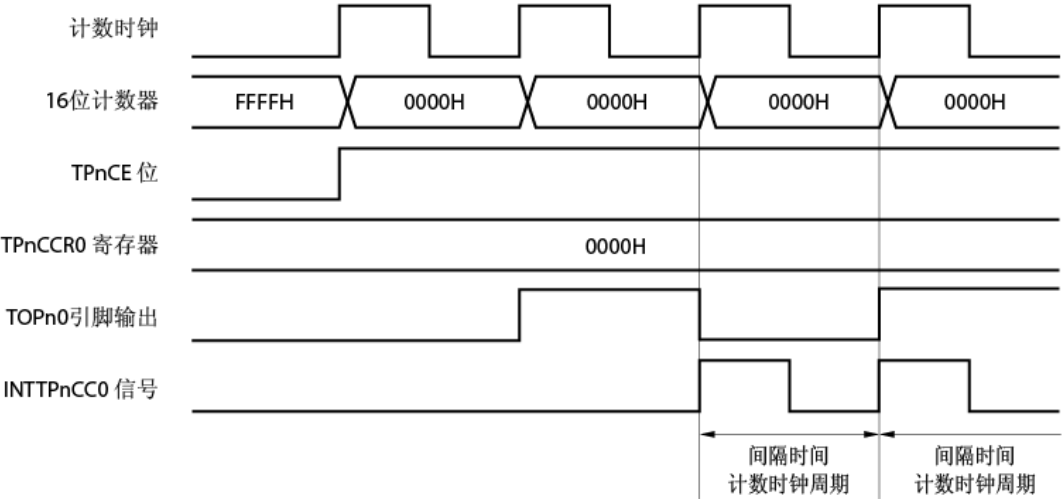 计数时钟
16位计数器 FFFFH 0000H 0000H 0000H 0000H
TPnCE 位
TPnCCR0 寄存器 0000H
TOPn0引脚输出
INTTPnCC0 信号
间隔时间 间隔时间
计数时钟周期 计数时钟周期